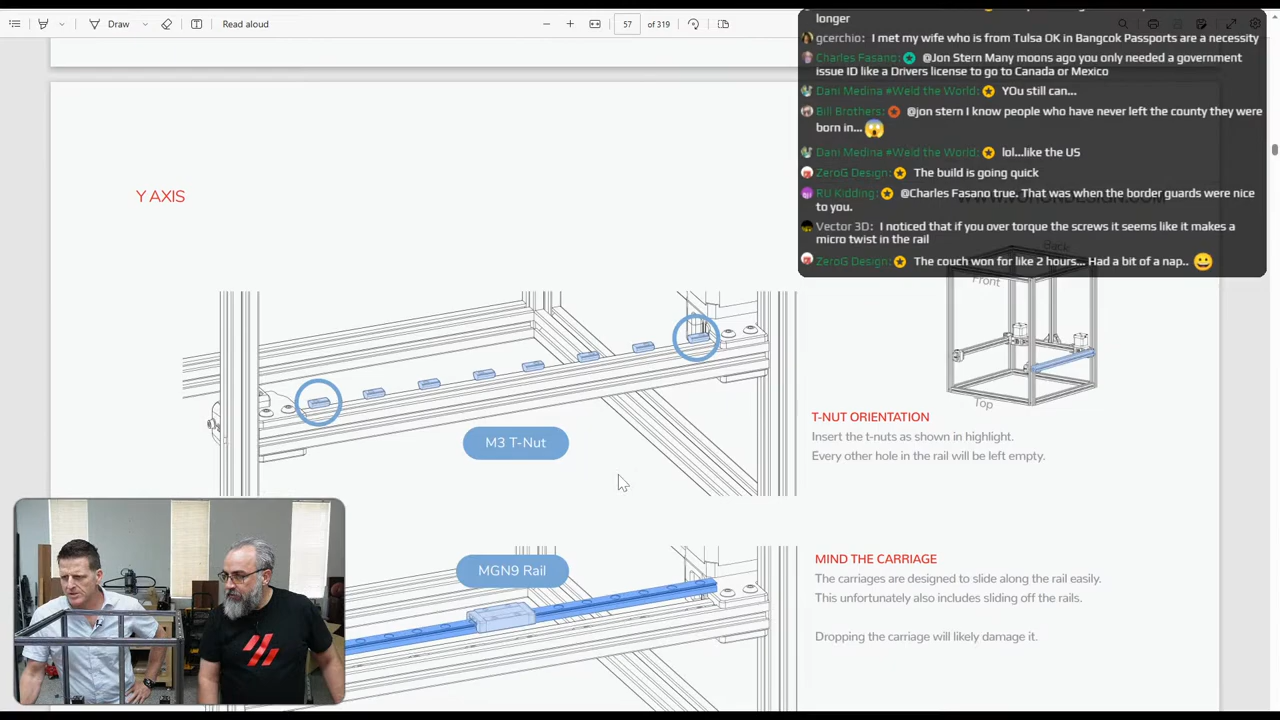 Draw
Read aloud
57 of 319
longer
gcerchio: I met my wife who is from Tulsa OK in Bangcok Passports are a necessity
Charles Fasano: @Jon Stern Many moons ago you only needed a government
issue ID like a Drivers license to go to Canada or Mexico
Dani Medina #Weld the World: YOu still can...
Bill Brothers: @jon stern I know people who have never left the county they were
born in...
Dani Medina #Weld the World: lol...like the US
ZeroG Design: The build is going quick
RU Kidding: @Charles Fasano true. That was when the border guards were nice
to you.
Vector 3D: I noticed that if you over torque the screws it seems like it makes a
micro twist in the rail
ZeroG Design: The couch won for like 2 hours... Had a bit of a nap..
Y AXIS
Back
Front
Top
M3 T-Nut
T-NUT ORIENTATION
Insert the t-nuts as shown in highlight.
Every other hole in the rail will be left empty.
MGN9 Rail
MIND THE CARRIAGE
The carriages are designed to slide along the rail easily.
This unfortunately also includes sliding off the rails.
Dropping the carriage will likely damage it.